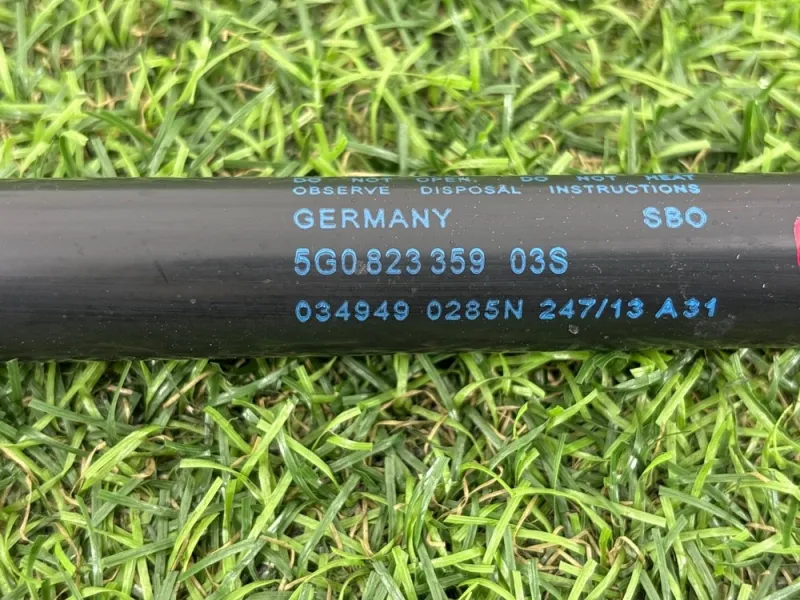 DO NOT OPEN. DO NOT HEAT
OBSERVE DISPOSAL INSTRUCTIONS
GERMANY SBO
5G0 823 359 03S
034949 0285N 247/13 A31